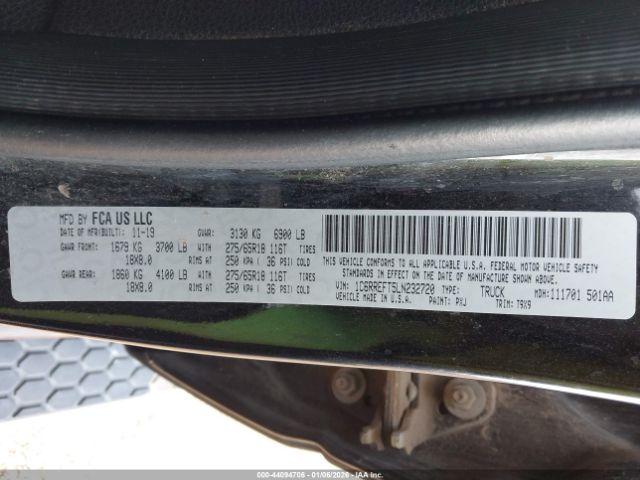 MFD BY FCA US LLC
DATE OF MFR(BUILT): 11-19 GVWR: 3130 KG 6900 LB
GAWR FRONT: 1679 KG 3700 LB WITH 275/65R18 116T TIRES
18X8.0 RIMS AT 250 KPA( 36 PSI) COLD
GAWR REAR: 1860 KG 4100 LB WITH 275/65R18 116T TIRES
18X8.0 RIMS AT 250 KPA( 36 PSI) COLD
THIS VEHICLE CONFORMS TO ALL APPLICABLE U.S.A. FEDERAL MOTOR VEHICLE SAFETY
STANDARDS IN EFFECT ON THE DATE OF MANUFACTURE SHOWN ABOVE.
VEHICLE MADE IN U.S.A.
VIN: 1C6RREFT5LN232720 TYPE: TRUCK MDH: 111701 501AA
PAINT: PXJ TRIM: T9X9
000-44094706 - 01/06/2026 - IAAI.COM